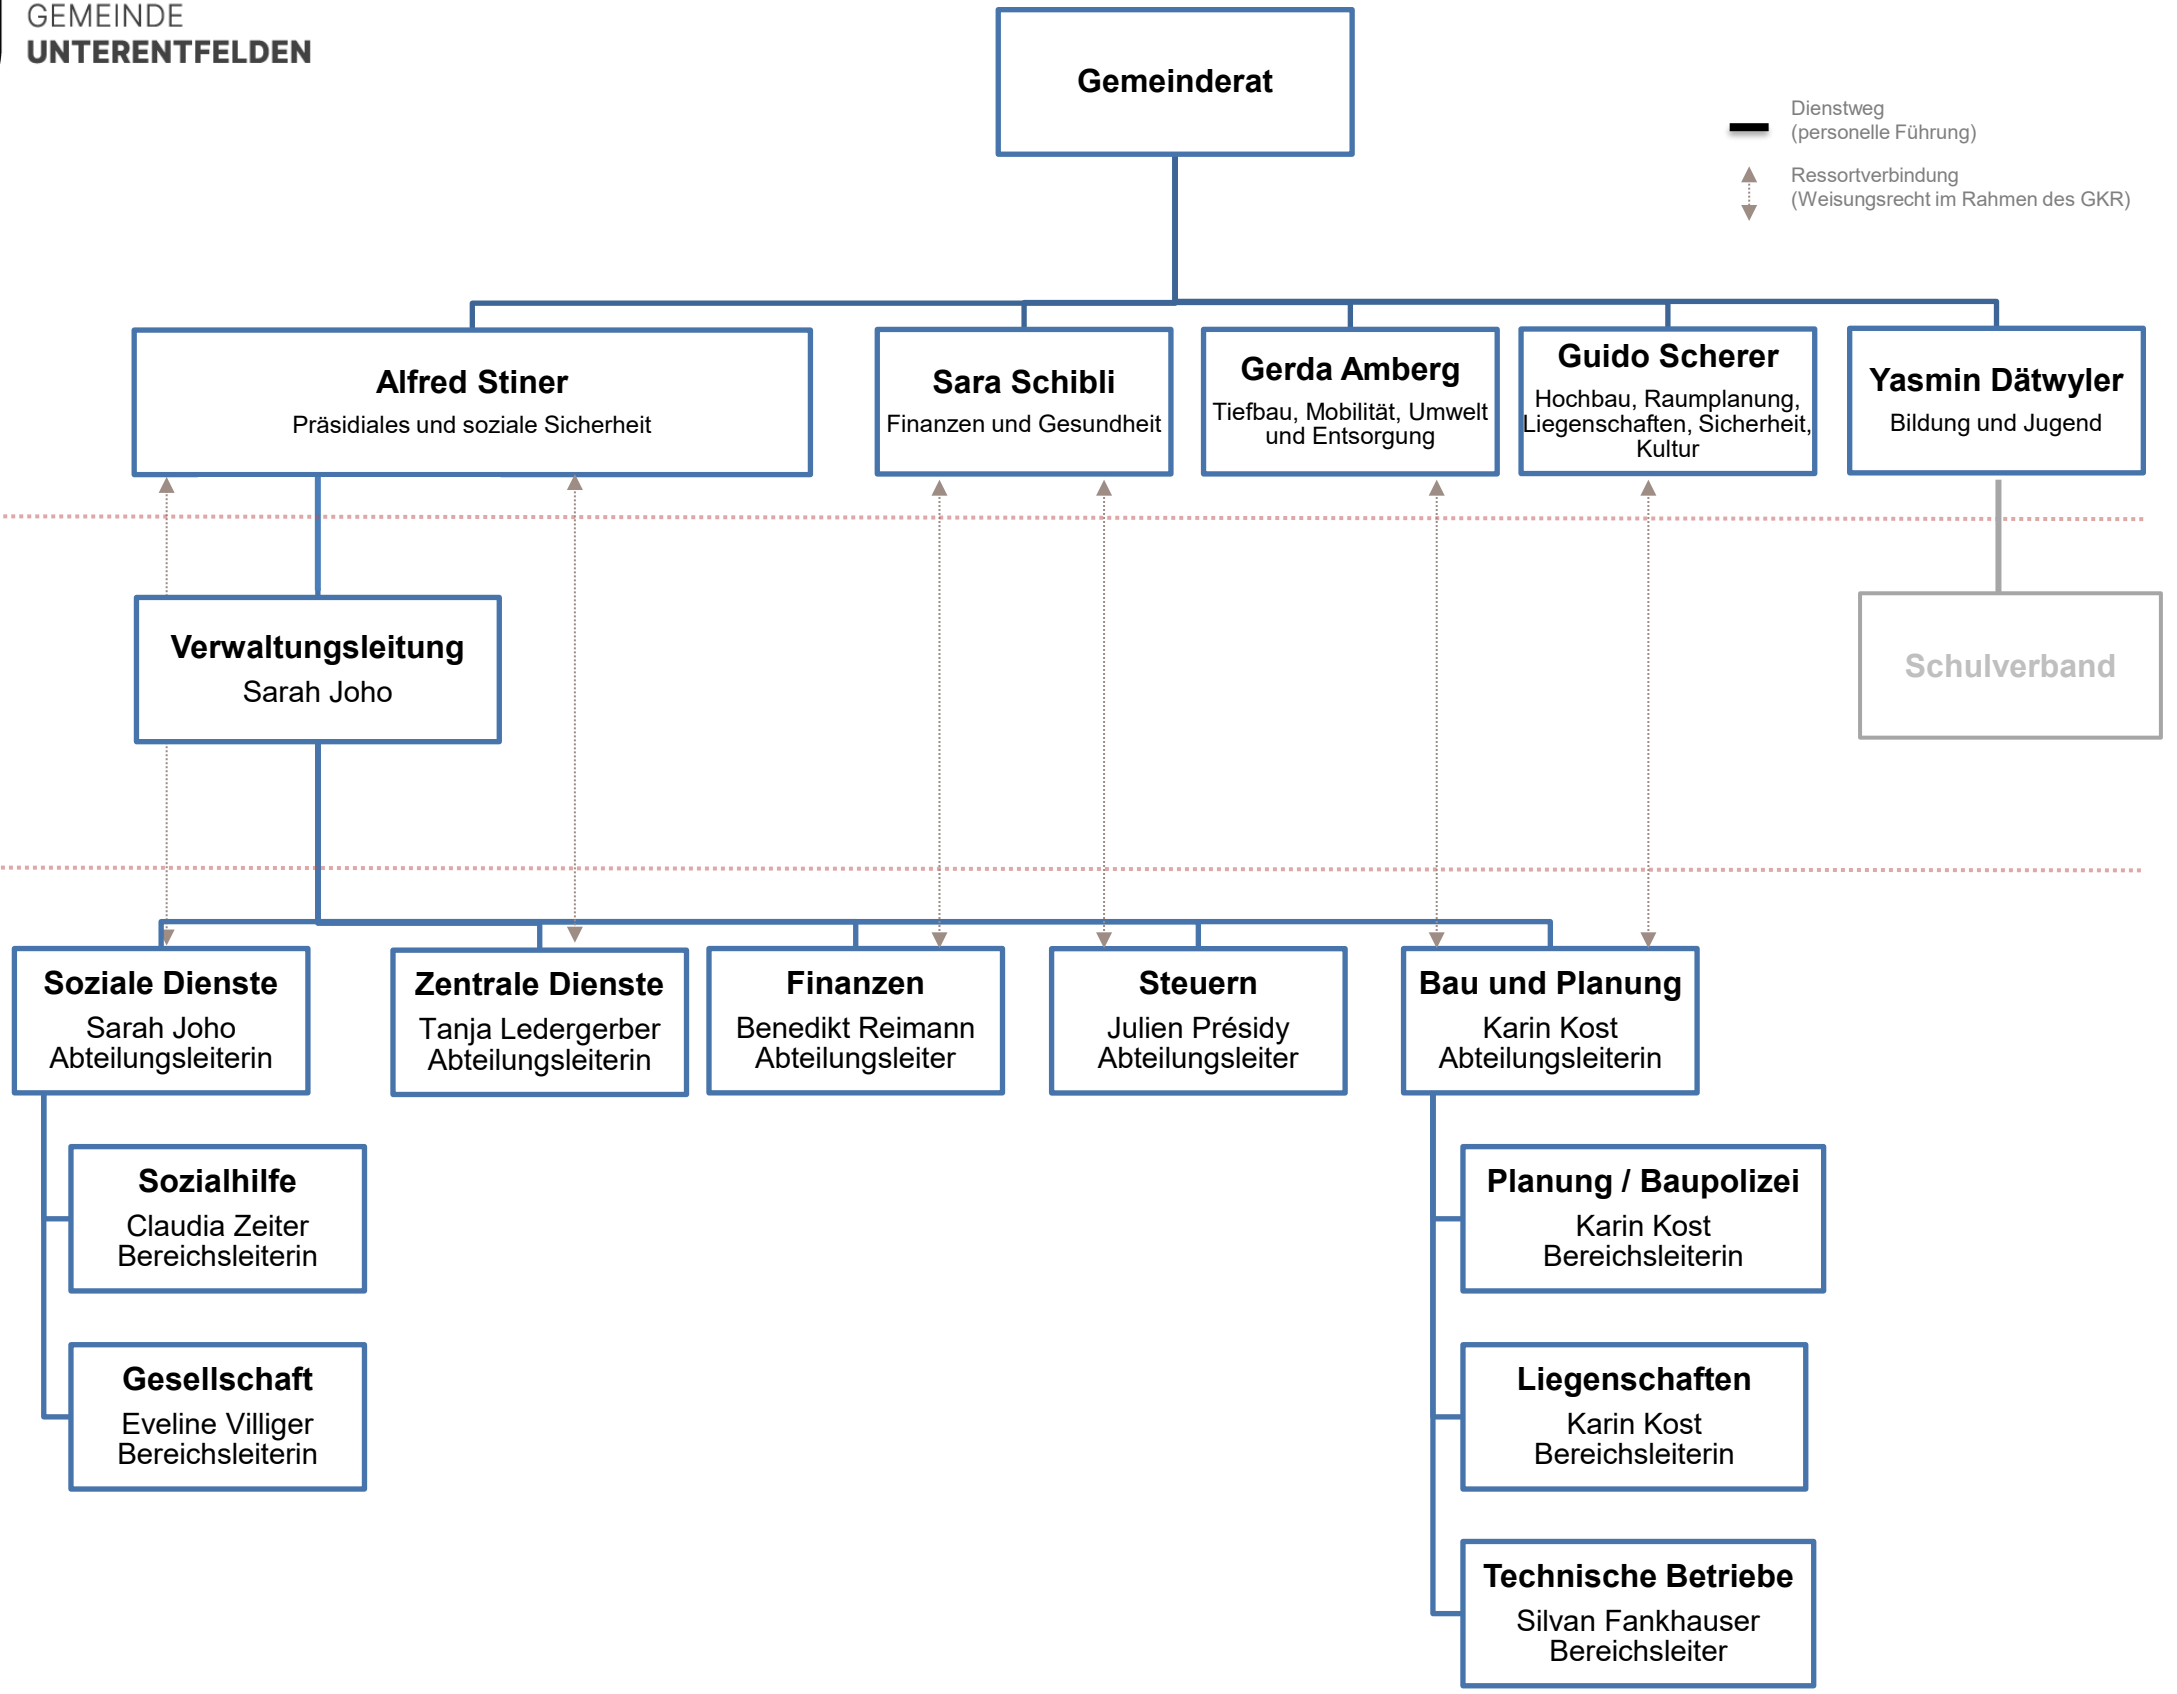 GEMEINDE
UNTERENTFELDEN
Gemeinderat
Dienstweg
(personelle Führung)
Ressortverbindung
(Weisungsrecht im Rahmen des GKR)
Alfred Stiner
Präsidiales und soziale Sicherheit
Sara Schibli
Finanzen und Gesundheit
Gerda Amberg
Tiefbau, Mobilität, Umwelt
und Entsorgung
Guido Scherer
Hochbau, Raumplanung,
Liegenschaften, Sicherheit,
Kultur
Yasmin Dätwyler
Bildung und Jugend
Verwaltungsleitung
Sarah Joho
Schulverband
Soziale Dienste
Sarah Joho
Abteilungsleiterin
Zentrale Dienste
Tanja Ledergerber
Abteilungsleiterin
Finanzen
Benedikt Reimann
Abteilungsleiter
Steuern
Julien Présidy
Abteilungsleiter
Bau und Planung
Karin Kost
Abteilungsleiterin
Sozialhilfe
Claudia Zeiter
Bereichsleiterin
Gesellschaft
Eveline Villiger
Bereichsleiterin
Planung / Baupolizei
Karin Kost
Bereichsleiterin
Liegenschaften
Karin Kost
Bereichsleiterin
Technische Betriebe
Silvan Fankhauser
Bereichsleiter